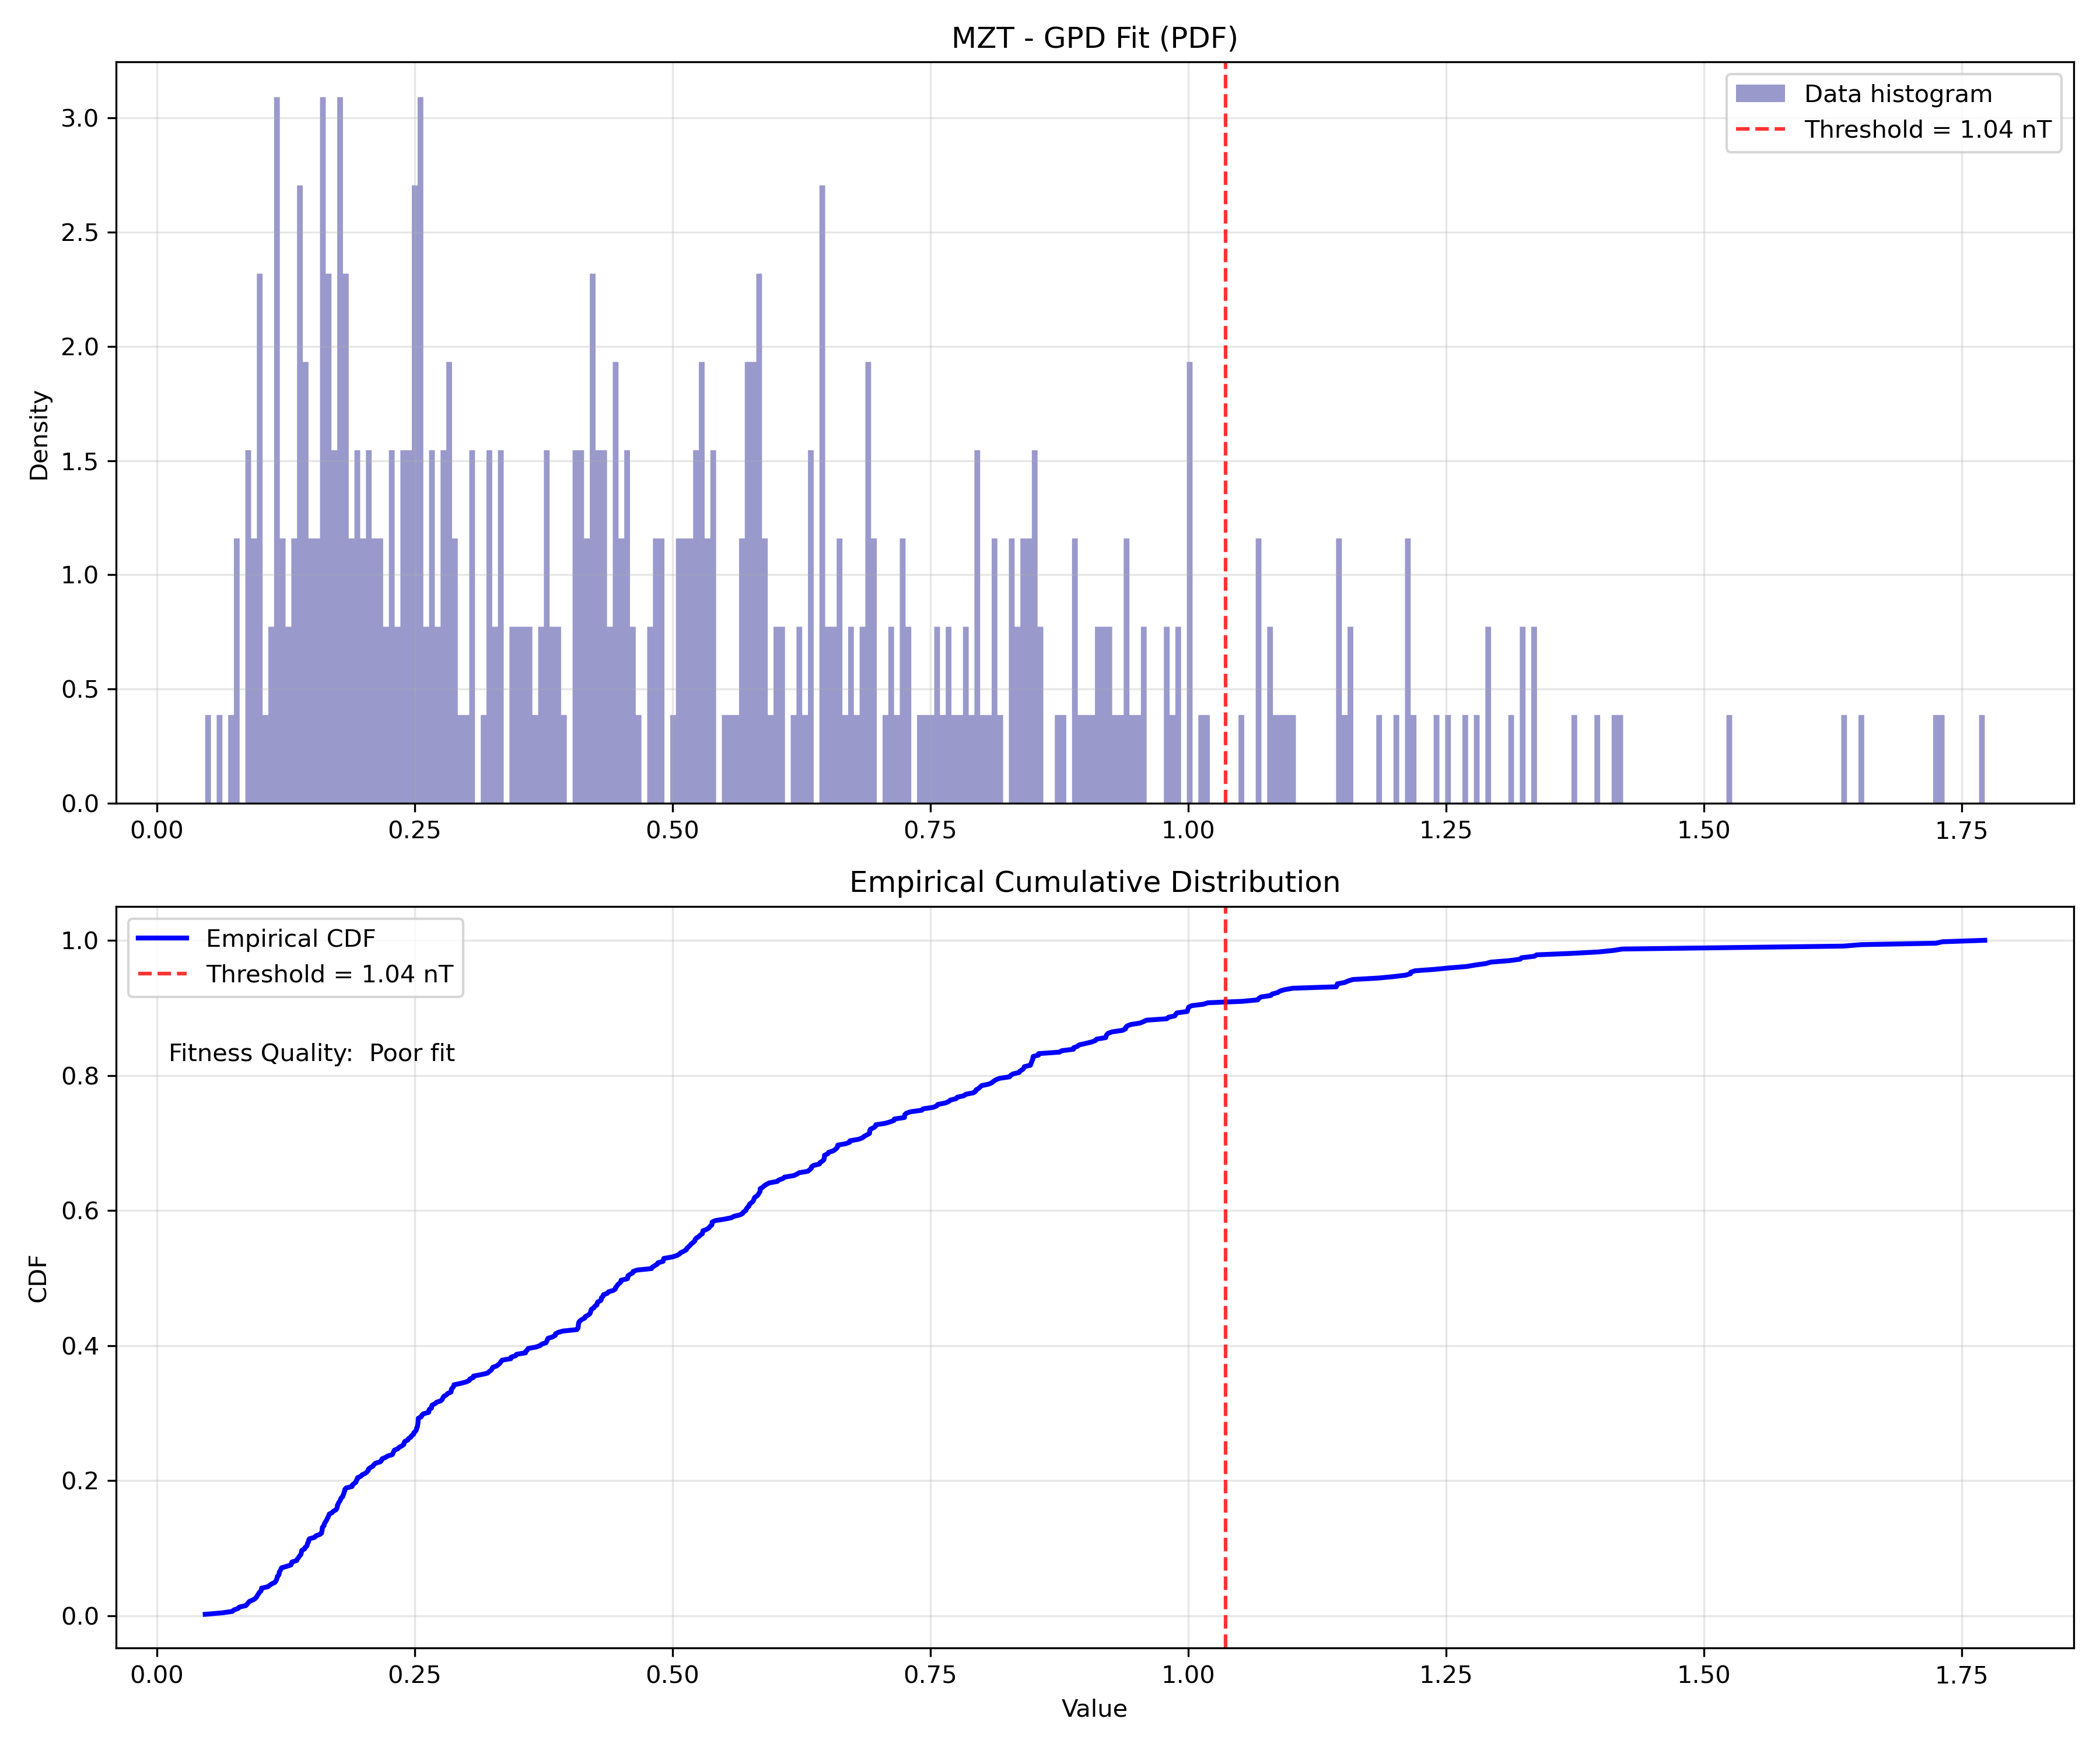 MZT - GPD Fit (PDF)
Data histogram
Threshold = 1.04 nT
Density
3.0
2.5
2.0
1.5
1.0
0.5
0.0
0.00 0.25 0.50 0.75 1.00 1.25 1.50 1.75
Empirical Cumulative Distribution
Empirical CDF
Threshold = 1.04 nT
Fitness Quality: Poor fit
CDF
1.0
0.8
0.6
0.4
0.2
0.0
0.00 0.25 0.50 0.75 1.00 1.25 1.50 1.75
Value